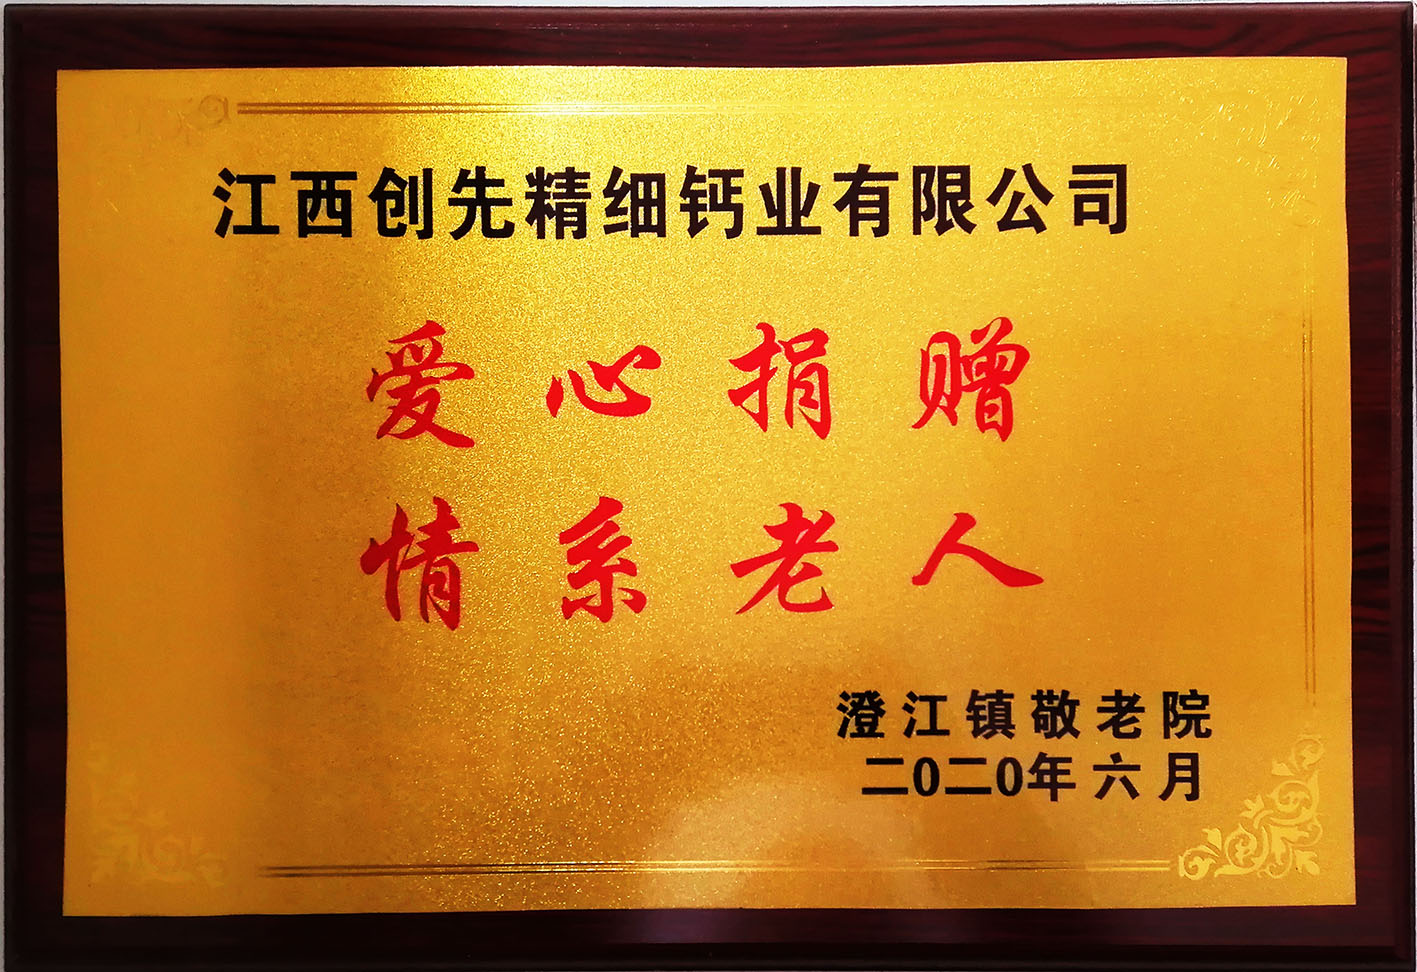 江西创先精细钙业有限公司
爱心捐赠
情系老人
澄江镇敬老院
二0二0年六月